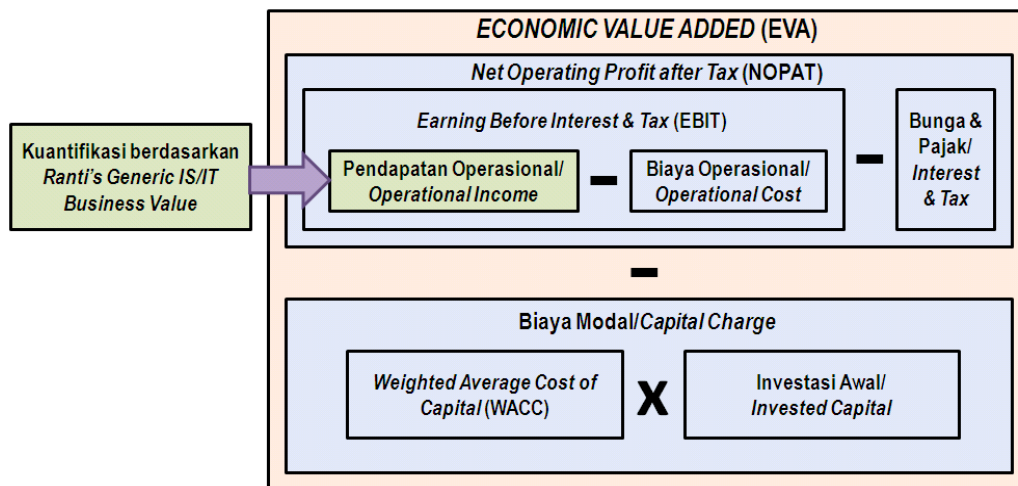 ECONOMIC VALUE ADDED (EVA)
Net Operating Profit after Tax (NOPAT)
Earning Before Interest & Tax (EBIT)
Kuantifikasi berdasarkan
Ranti's Generic IS/IT
Business Value
Pendapatan Operasional/
Operational Income
-
Biaya Operasional/
Operational Cost
-
Bunga &
Pajak/
Interest
& Tax
-
Biaya Modal/Capital Charge
Weighted Average Cost of
Capital (WACC)
X
Investasi Awal/
Invested Capital